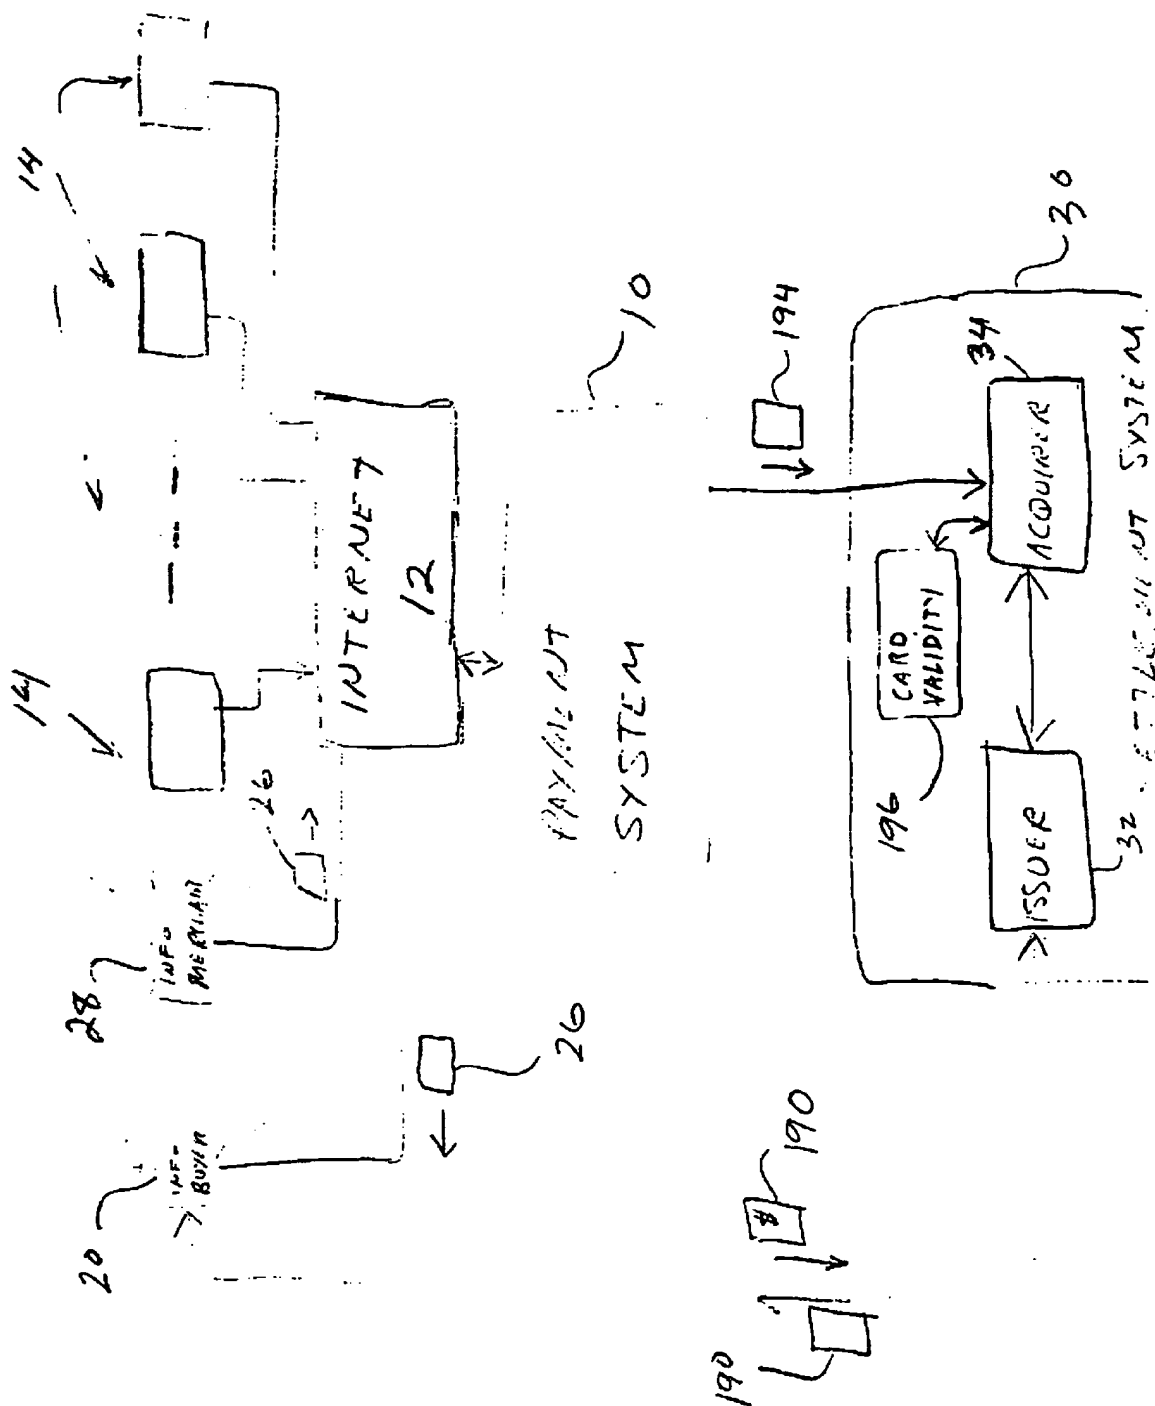 20
28
14
14
INFO
BUYER
INFO
MERCHANT
26
26
INTERNET
12
PAYMENT
SYSTEM
10
190
$
190
194
CARD
VALIDITY
196
ISSUER
32
ACQUIRER
34
30
SYSTEM